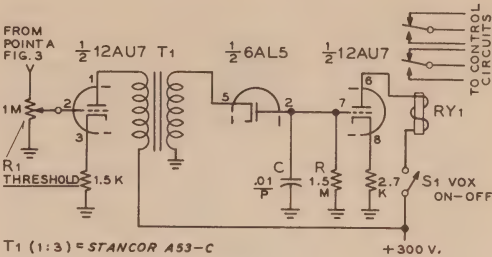 FROM
POINT A
FIG. 3
1/2 12AU7
T1
1/2 6AL5
1/2 12AU7
TO CONTROL
CIRCUITS
1
5
6
1M
2
2
7
RY1
3
8
R1
THRESHOLD
1.5 K
C
.01
P
R
1.5
M
2.7
K
S1 VOX
ON-OFF
T1 (1:3) = STANCOR A53-C
+300 V.